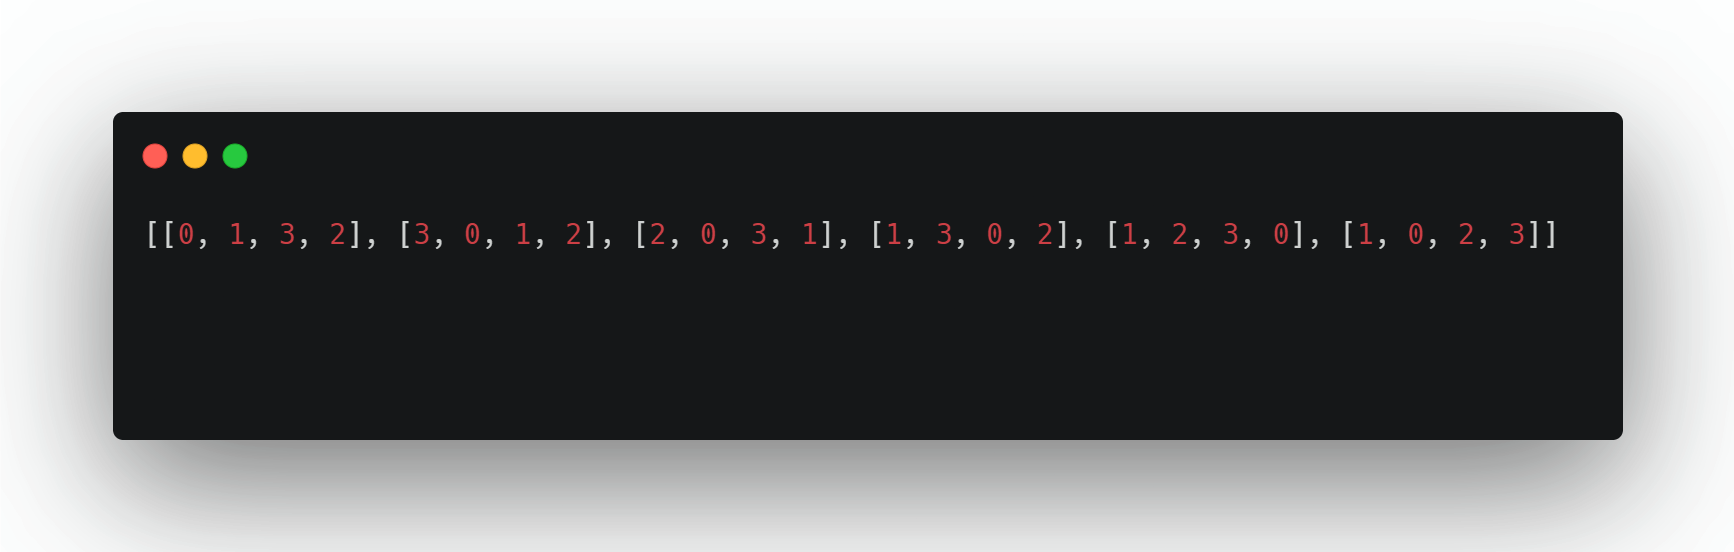 [[0, 1, 3, 2], [3, 0, 1, 2], [2, 0, 3, 1], [1, 3, 0, 2], [1, 2, 3, 0], [1, 0, 2, 3]]